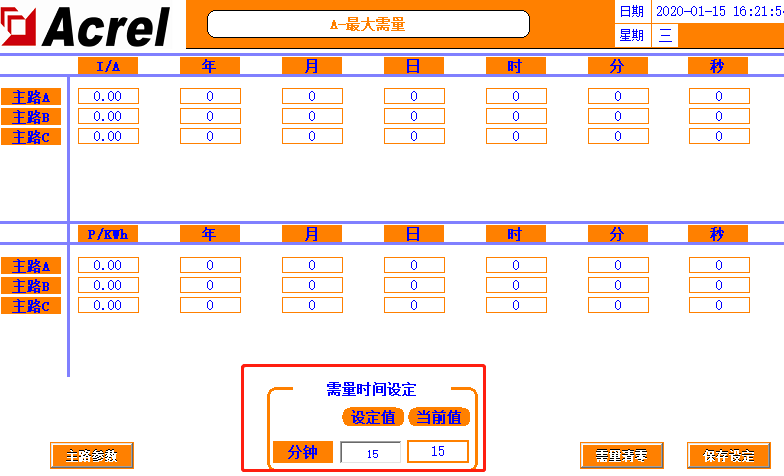 Acrel
A-最大需量
日期 2020-01-15 16:21:54
星期 三
I/A 年 月 日 时 分 秒
主路A 0.00 0 0 0 0 0 0
主路B 0.00 0 0 0 0 0 0
主路C 0.00 0 0 0 0 0 0
P/KWh 年 月 日 时 分 秒
主路A 0.00 0 0 0 0 0 0
主路B 0.00 0 0 0 0 0 0
主路C 0.00 0 0 0 0 0 0
需量时间设定
设定值 当前值
分钟 15 15
主路参数 需量清零 保存设定